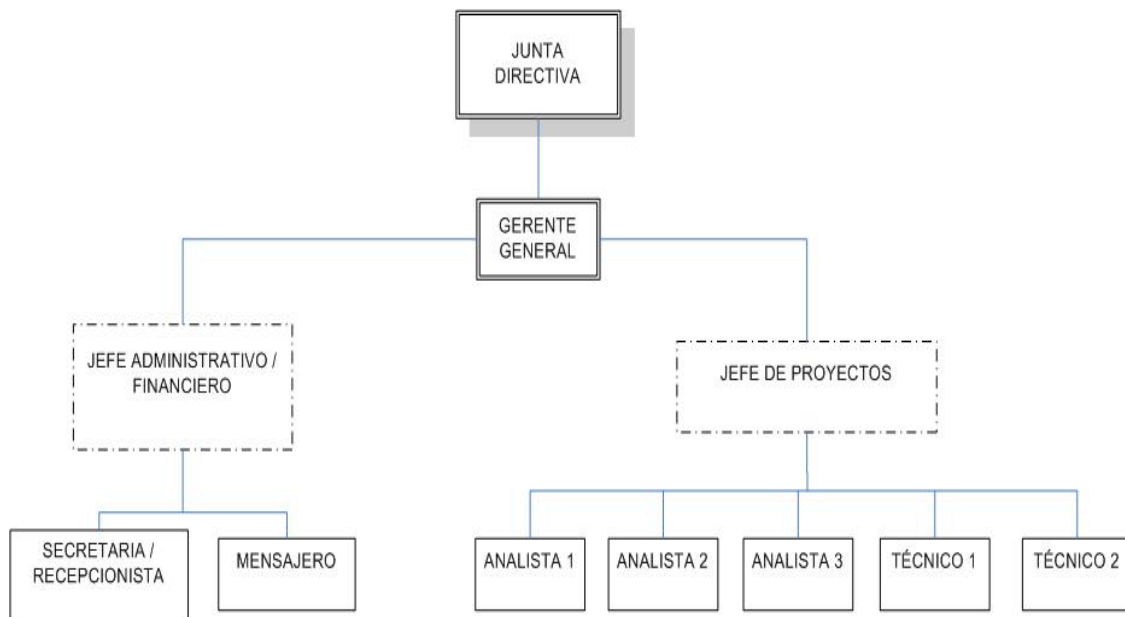 JUNTA
DIRECTIVA
GERENTE
GENERAL
JEFE ADMINISTRATIVO /
FINANCIERO
JEFE DE PROYECTOS
SECRETARIA /
RECEPCIONISTA
MENSAJERO
ANALISTA 1
ANALISTA 2
ANALISTA 3
TÉCNICO 1
TÉCNICO 2